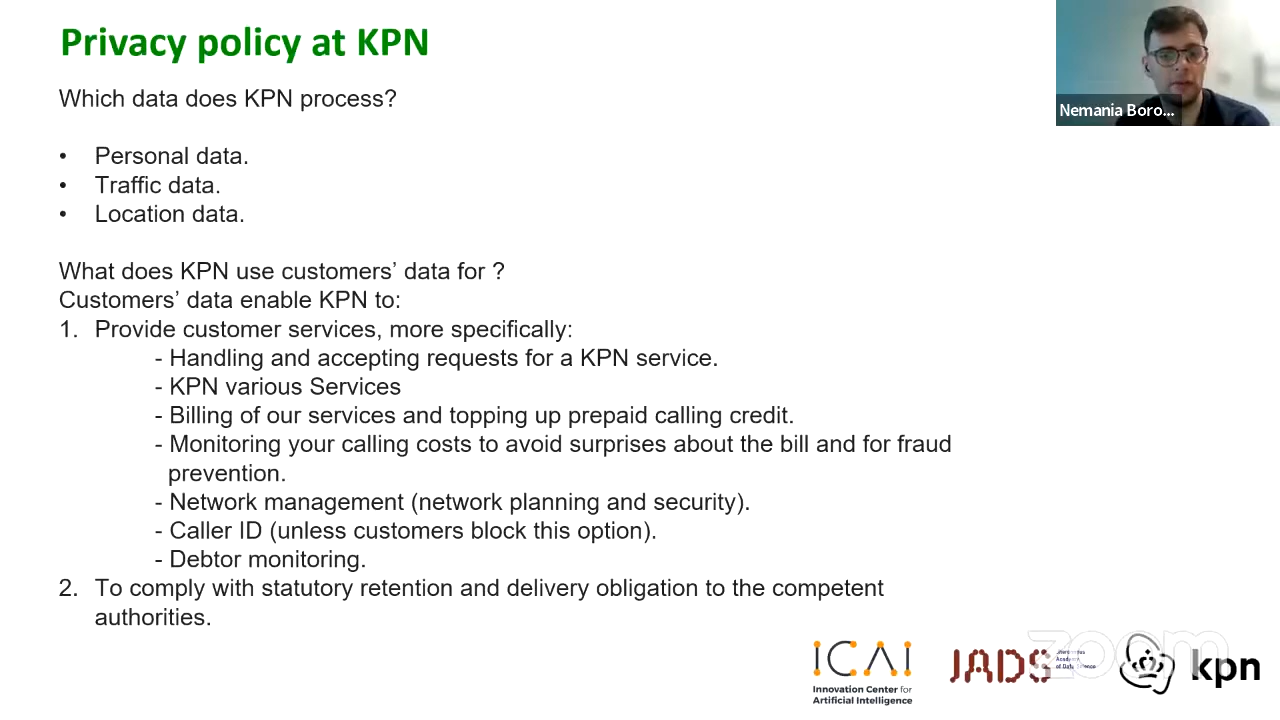 Privacy policy at KPN
Nemania Boro...
Which data does KPN process?
• Personal data.
• Traffic data.
• Location data.
What does KPN use customers’ data for ?
Customers’ data enable KPN to:
1. Provide customer services, more specifically:
- Handling and accepting requests for a KPN service.
- KPN various Services
- Billing of our services and topping up prepaid calling credit.
- Monitoring your calling costs to avoid surprises about the bill and for fraud
prevention.
- Network management (network planning and security).
- Caller ID (unless customers block this option).
- Debtor monitoring.
2. To comply with statutory retention and delivery obligation to the competent
authorities.
zoom
ICAI
Innovation Center for
Artificial Intelligence
JADS
Academy
of Data Science
kpn